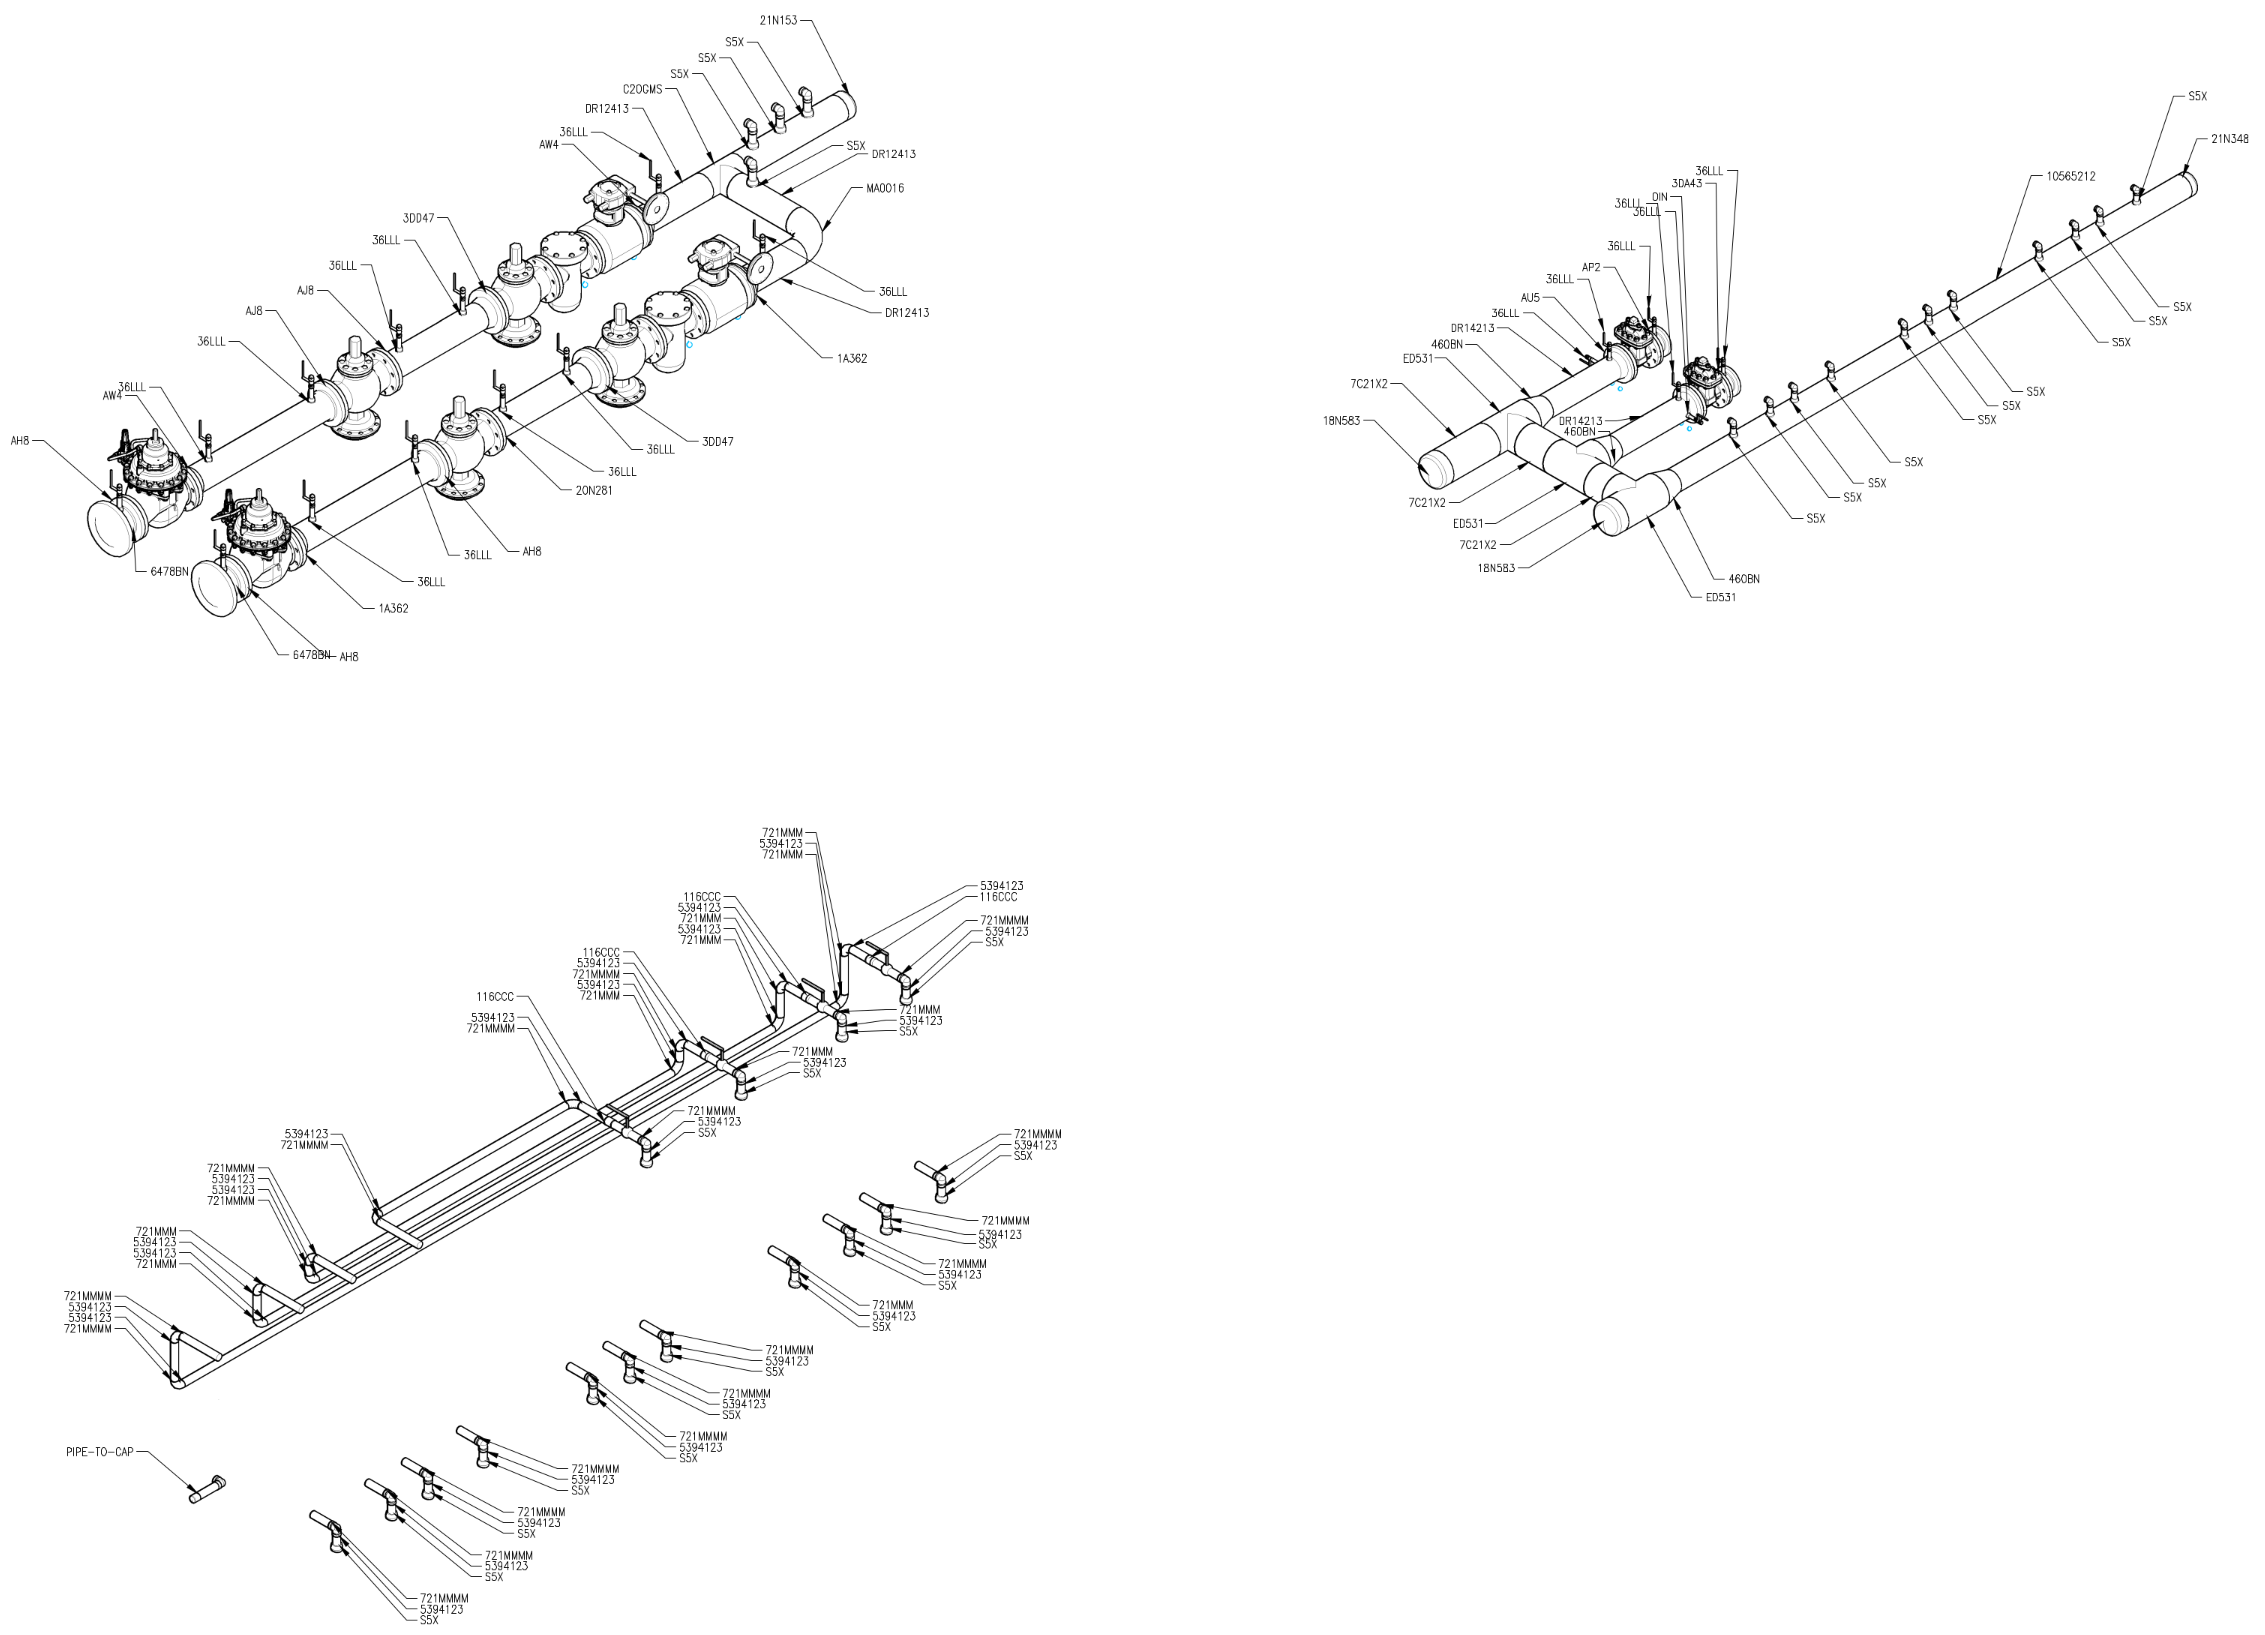 21N153
S5X
S5X
S5X
C20GMS
DR12413
36LLL
AW4
S5X
DR12413
MA0016
3DD47
36LLL
36LLL
AJ8
AJ8
36LLL
36LLL
DR12413
1A362
36LLL
AW4
AH8
3DD47
36LLL
36LLL
20N281
AH8
36LLL
36LLL
6478BN
1A362
6478BN
AH8
S5X
21N348
36LLL
3DA43
DIN
36LLL
36LLL
10565212
36LLL
AP2
36LLL
AU5
36LLL
DR14213
460BN
ED531
7C21X2
18N583
S5X
S5X
S5X
S5X
S5X
S5X
DR14213
460BN
S5X
S5X
S5X
S5X
7C21X2
ED531
7C21X2
18N583
460BN
ED531
721MMM
5394123
721MMM
5394123
116CCC
116CCC
5394123
721MMM
5394123
721MMM
721MMMM
5394123
S5X
116CCC
5394123
721MMMM
5394123
721MMM
116CCC
5394123
721MMMM
721MMM
5394123
S5X
721MMM
5394123
S5X
721MMMM
5394123
S5X
5394123
721MMMM
721MMMM
5394123
5394123
721MMMM
721MMMM
5394123
S5X
721MMM
5394123
5394123
721MMM
721MMMM
5394123
S5X
721MMMM
5394123
S5X
721MMMM
5394123
5394123
721MMMM
721MMM
5394123
S5X
721MMMM
5394123
S5X
721MMMM
5394123
S5X
721MMMM
5394123
S5X
PIPE-TO-CAP
721MMMM
5394123
S5X
721MMMM
5394123
S5X
721MMMM
5394123
S5X
721MMMM
5394123
S5X